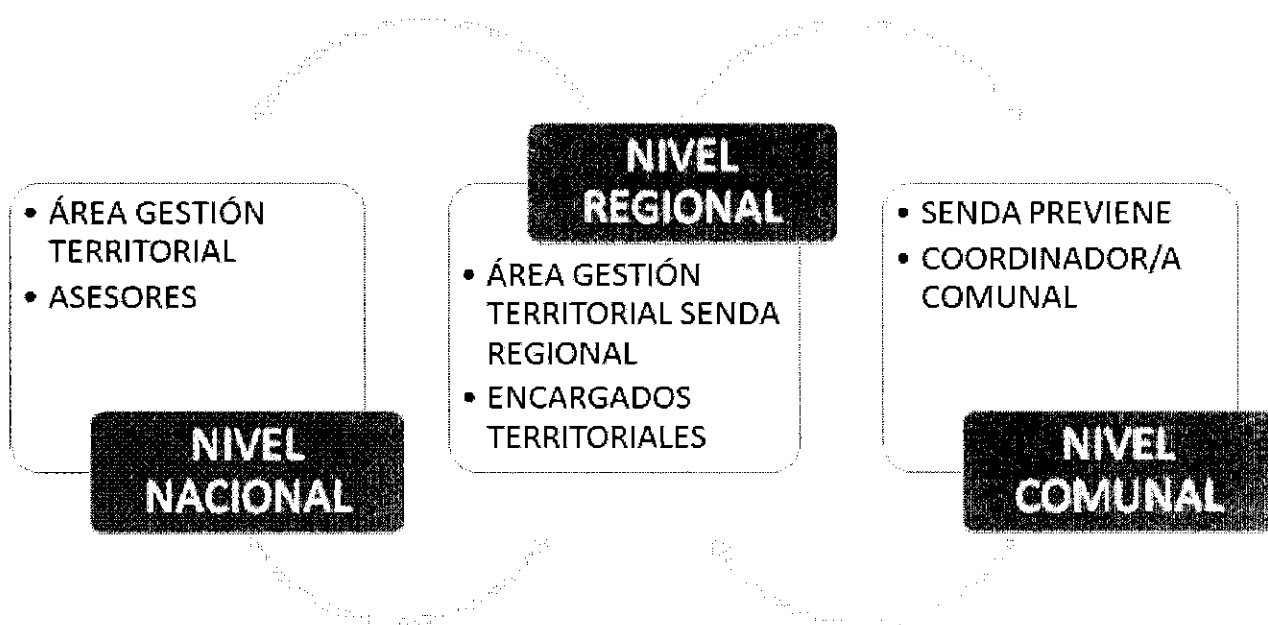 • ÁREA GESTIÓN
TERRITORIAL
• ASESORES
NIVEL
NACIONAL
NIVEL
REGIONAL
• ÁREA GESTIÓN
TERRITORIAL SENDA
REGIONAL
• ENCARGADOS
TERRITORIALES
• SENDA PREVIENE
• COORDINADOR/A
COMUNAL
NIVEL
COMUNAL